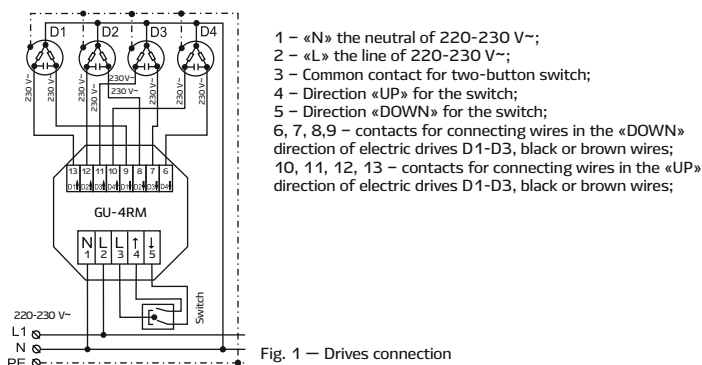 D1 D2 D3 D4
230 V~
230 V~
230 V~ 230 V~ 230 V~ 230 V~ 230 V~ 230 V~
13 12 11 10 9 8 7 6
D1 D2 D3 D4 D1 D2 D3 D4
GU-4RM
N L L ↑ ↓
1 2 3 4 5
Switch
220-230 V~
L1
N
PE
1 – «N» the neutral of 220-230 V~;
2 – «L» the line of 220-230 V~;
3 – Common contact for two-button switch;
4 – Direction «UP» for the switch;
5 – Direction «DOWN» for the switch;
6, 7, 8,9 – contacts for connecting wires in the «DOWN»
direction of electric drives D1-D3, black or brown wires;
10, 11, 12, 13 – contacts for connecting wires in the «UP»
direction of electric drives D1-D3, black or brown wires;
Fig. 1 — Drives connection